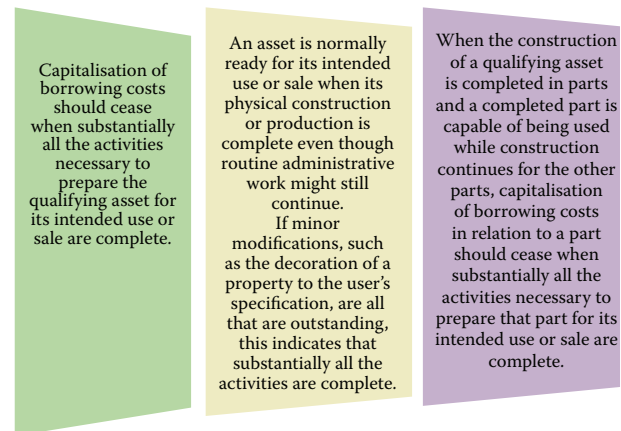 Capitalisation of
borrowing costs
should cease
when substantially
all the activities
necessary to
prepare the
qualifying asset for
its intended use or
sale are complete.
An asset is normally
ready for its intended
use or sale when its
physical construction
or production is
complete even though
routine administrative
work might still
continue.
If minor
modifications, such
as the decoration of a
property to the user's
specification, are all
that are outstanding,
this indicates that
substantially all the
activities are complete.
When the construction
of a qualifying asset
is completed in parts
and a completed part is
capable of being used
while construction
continues for the other
parts, capitalisation
of borrowing costs
in relation to a part
should cease when
substantially all the
activities necessary to
prepare that part for its
intended use or sale are
complete.